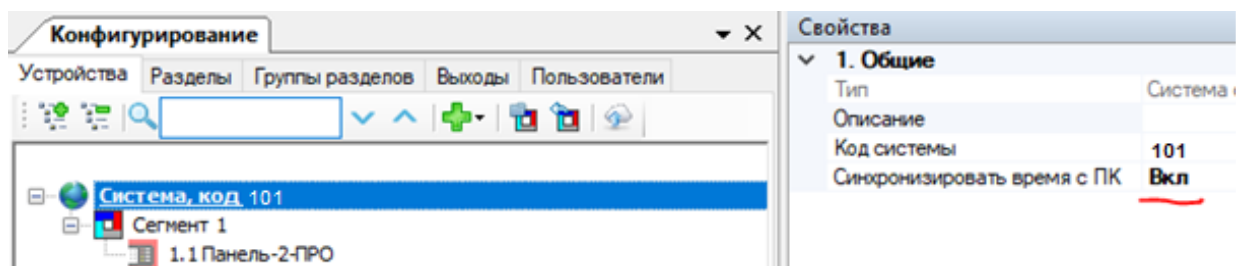 Конфигурирование
Устройства Разделы Группы разделов Выходы Пользователи
Система, код 101
Сегмент 1
1.1 Панель-2-ПРО
Свойства
1. Общие
Тип Система
Описание
Код системы 101
Синхронизировать время с ПК Вкл